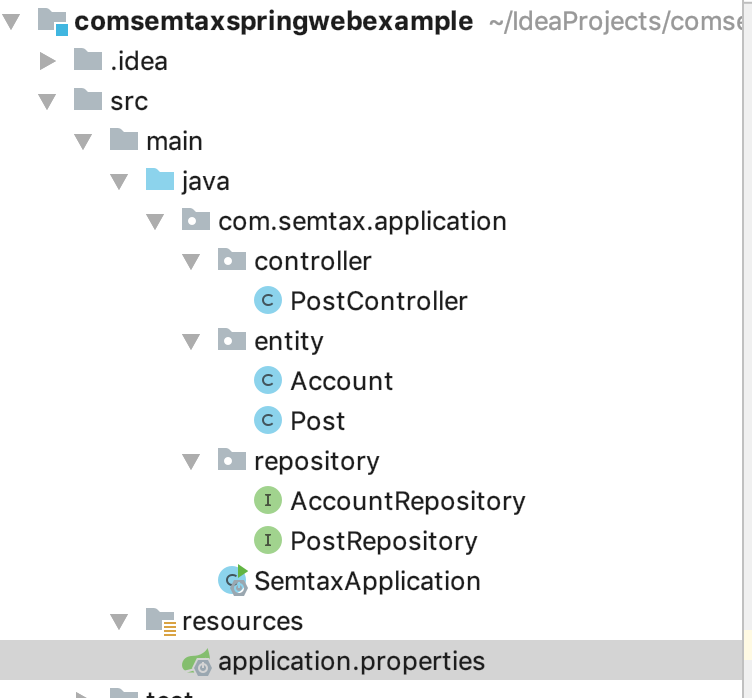 comsemtaxspringwebexample ~/IdeaProjects/comse
.idea
src
main
java
com.semtax.application
controller
C PostController
entity
C Account
C Post
repository
I AccountRepository
I PostRepository
C SemtaxApplication
resources
application.properties
test